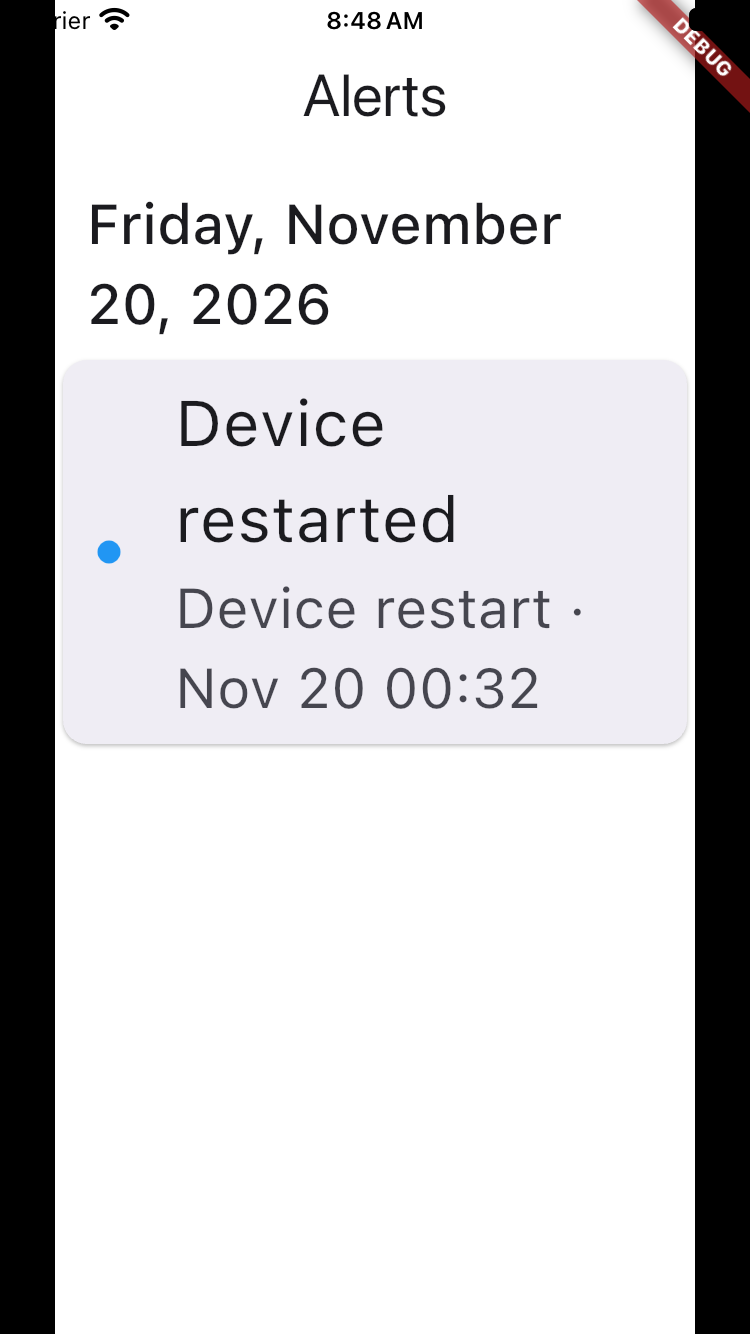 rier 8:48 AM
DEBUG
Alerts
Friday, November
20, 2026
Device
restarted
Device restart ·
Nov 20 00:32